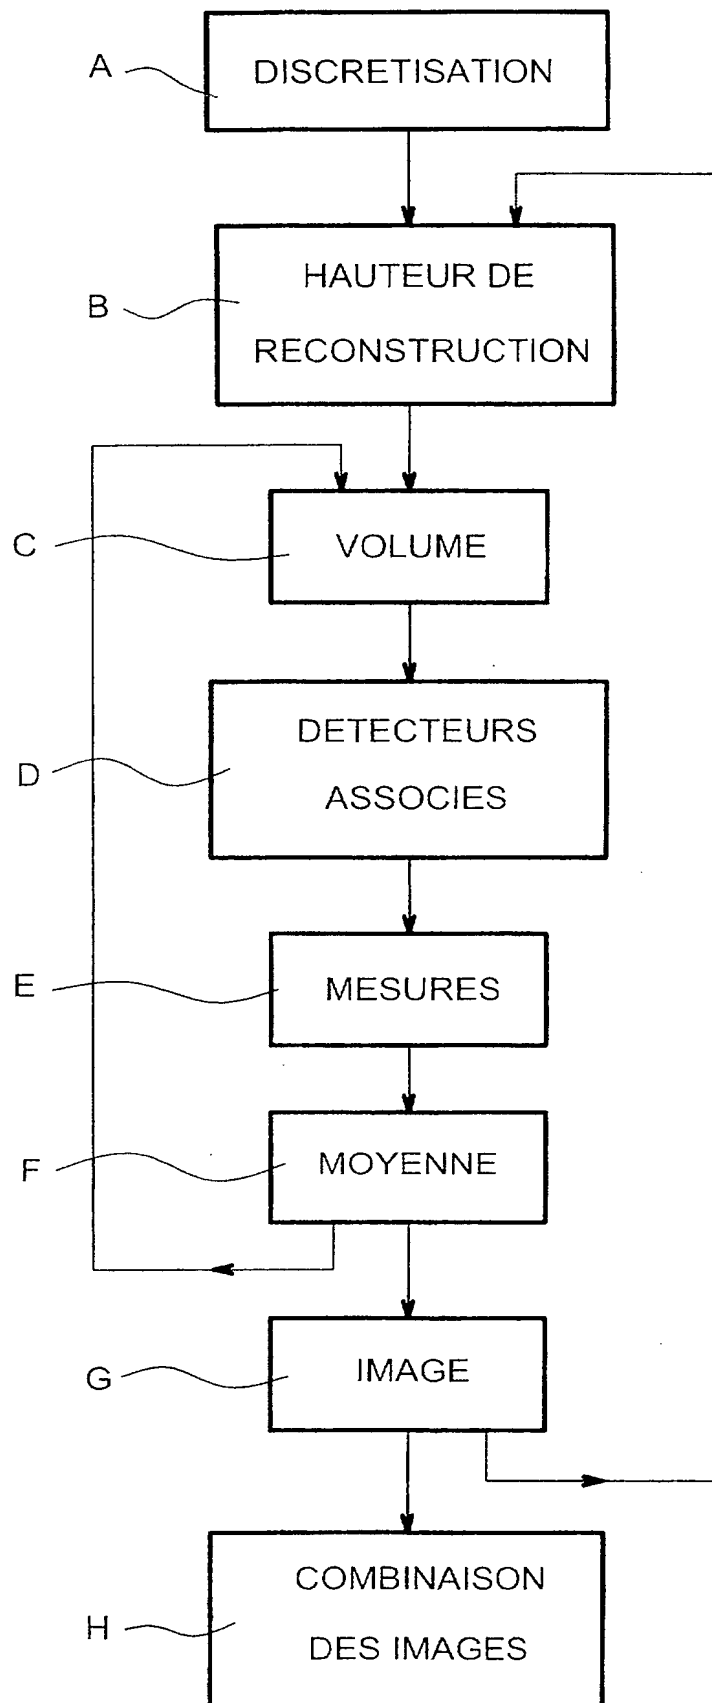 A
DISCRETISATION
B
HAUTEUR DE
RECONSTRUCTION
C
VOLUME
D
DETECTEURS
ASSOCIES
E
MESURES
F
MOYENNE
G
IMAGE
H
COMBINAISON
DES IMAGES